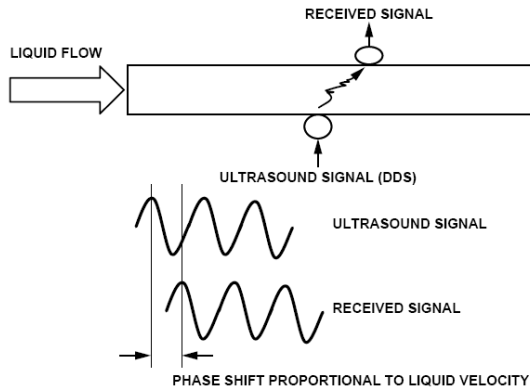 RECEIVED SIGNAL
LIQUID FLOW
ULTRASOUND SIGNAL (DDS)
ULTRASOUND SIGNAL
RECEIVED SIGNAL
PHASE SHIFT PROPORTIONAL TO LIQUID VELOCITY